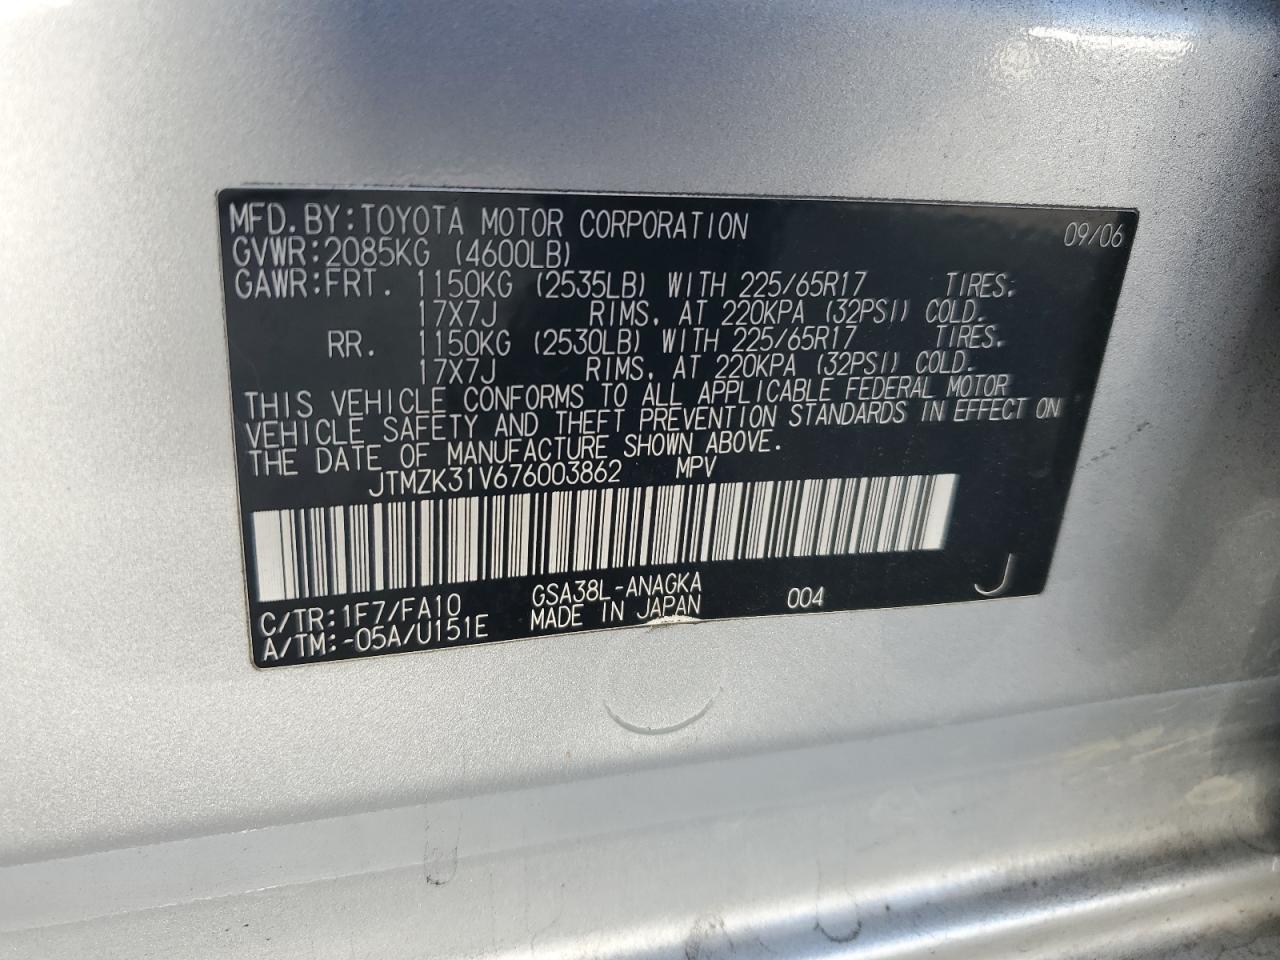 MFD.BY:TOYOTA MOTOR CORPORATION 09/06
GVWR:2085KG (4600LB)
GAWR:FRT. 1150KG (2535LB) WITH 225/65R17 TIRES,
17X7J RIMS, AT 220KPA (32PSI) COLD.
RR. 1150KG (2530LB) WITH 225/65R17 TIRES,
17X7J RIMS, AT 220KPA (32PSI) COLD.
THIS VEHICLE CONFORMS TO ALL APPLICABLE FEDERAL MOTOR
VEHICLE SAFETY AND THEFT PREVENTION STANDARDS IN EFFECT ON
THE DATE OF MANUFACTURE SHOWN ABOVE.
JTMZK31V676003862 MPV
C/TR:1F7/FA10 GSA38L-ANAGKA 004 J
A/TM:-05A/U151E MADE IN JAPAN